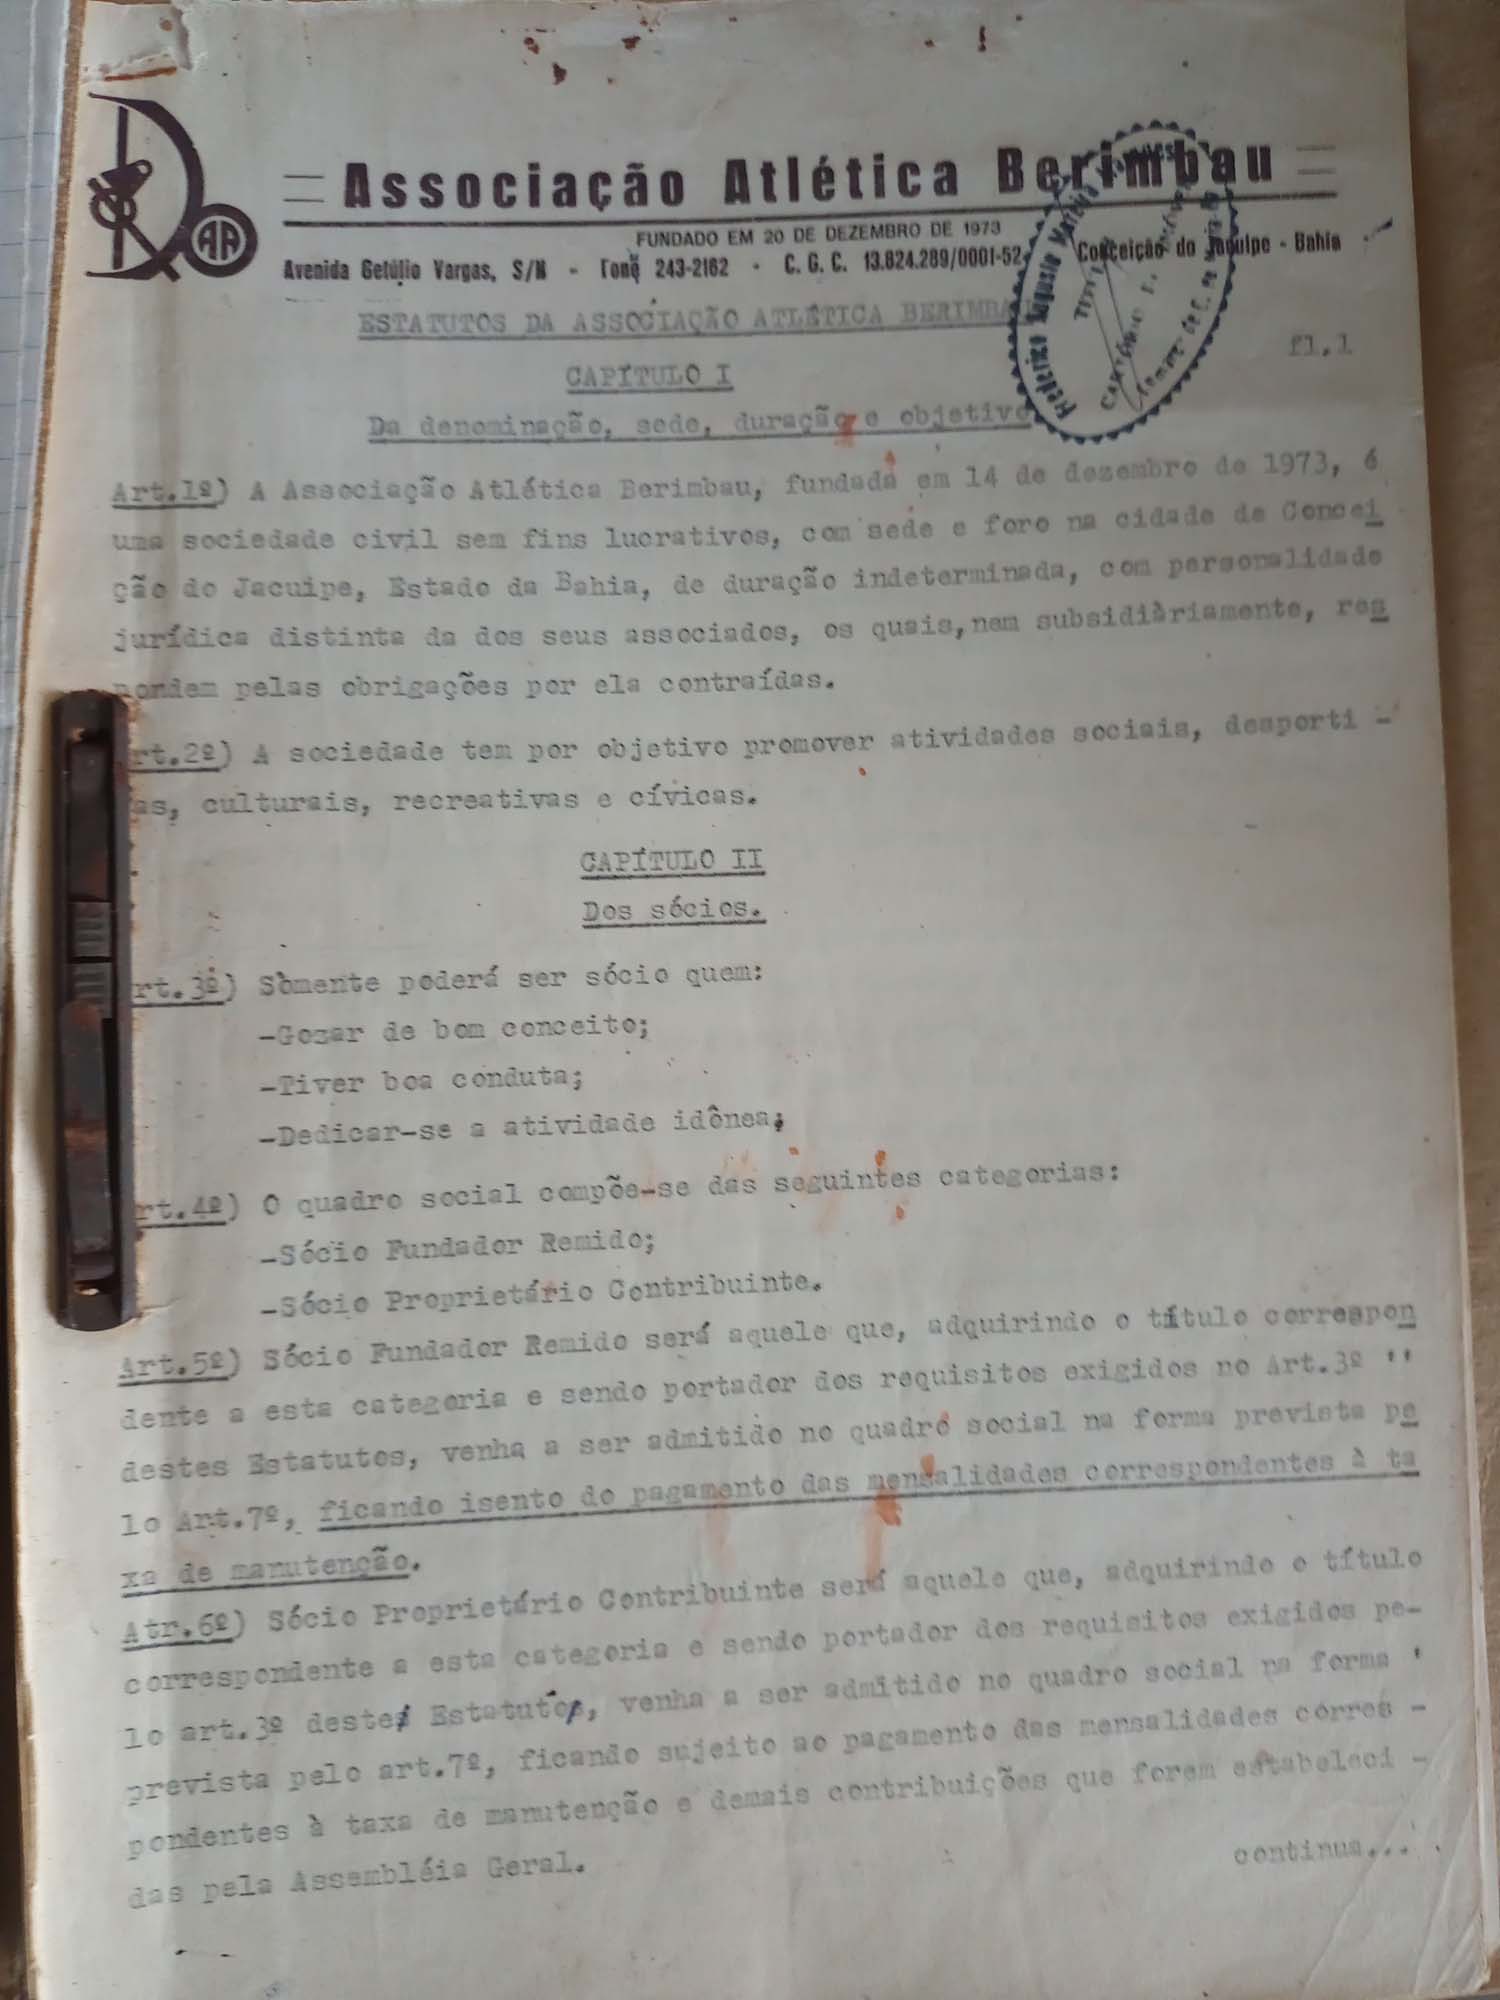 Associação Atlética Berimbau
FUNDADO EM 20 DE DEZEMBRO DE 1973
Avenida Getúlio Vargas, S/N - Fone 243-2162 - C. G. C. 13.824.289/0001-52 Conceição do Jacuipe - Bahia
AA
ESTATUTOS DA ASSOCIAÇÃO ATLÉTICA BERIMBA
fl.1
CAPÍTULO I
Da denominação, sede, duração e objetivo
Art.1º) A Associação Atlética Berimbau, fundada em 14 de dezembro de 1973, é
uma sociedade civil sem fins lucrativos, com sede e foro na cidade de Concei
ção do Jacuipe, Estado da Bahia, de duração indeterminada, com personalidade
jurídica distinta da dos seus associados, os quais, nem subsidiàriamente, res
pondem pelas obrigações por ela contraídas.
rt.2º) A sociedade tem por objetivo promover atividades sociais, desporti -
as, culturais, recreativas e cívicas.
CAPÍTULO II
Dos sócios.
rt.3º) Sòmente poderá ser sócio quem:
-Gozar de bom conceito;
-Tiver boa conduta;
-Dedicar-se a atividade idônea;
rt.4º) O quadro social compõe-se das seguintes categorias:
-Sócio Fundador Remido;
-Sócio Proprietário Contribuinte.
Art.5º) Sócio Fundador Remido será aquele que, adquirindo o título correspon
dente a esta categoria e sendo portador dos requisitos exigidos no Art.3º ''
destes Estatutos, venha a ser admitido no quadro social na forma prevista pe
lo Art.7º, ficando isento do pagamento das mensalidades correspondentes à ta
xa de manutenção.
Atr.6º) Sócio Proprietário Contribuinte será aquele que, adquirindo o título
correspondente a esta categoria e sendo portador dos requisitos exigidos pe-
lo art.3º destes Estatutos, venha a ser admitido no quadro social na forma '
prevista pelo art.7º, ficando sujeito ao pagamento das mensalidades corres -
pondentes à taxa de manutenção e demais contribuições que forem estabeleci -
das pela Assembléia Geral.
continua...